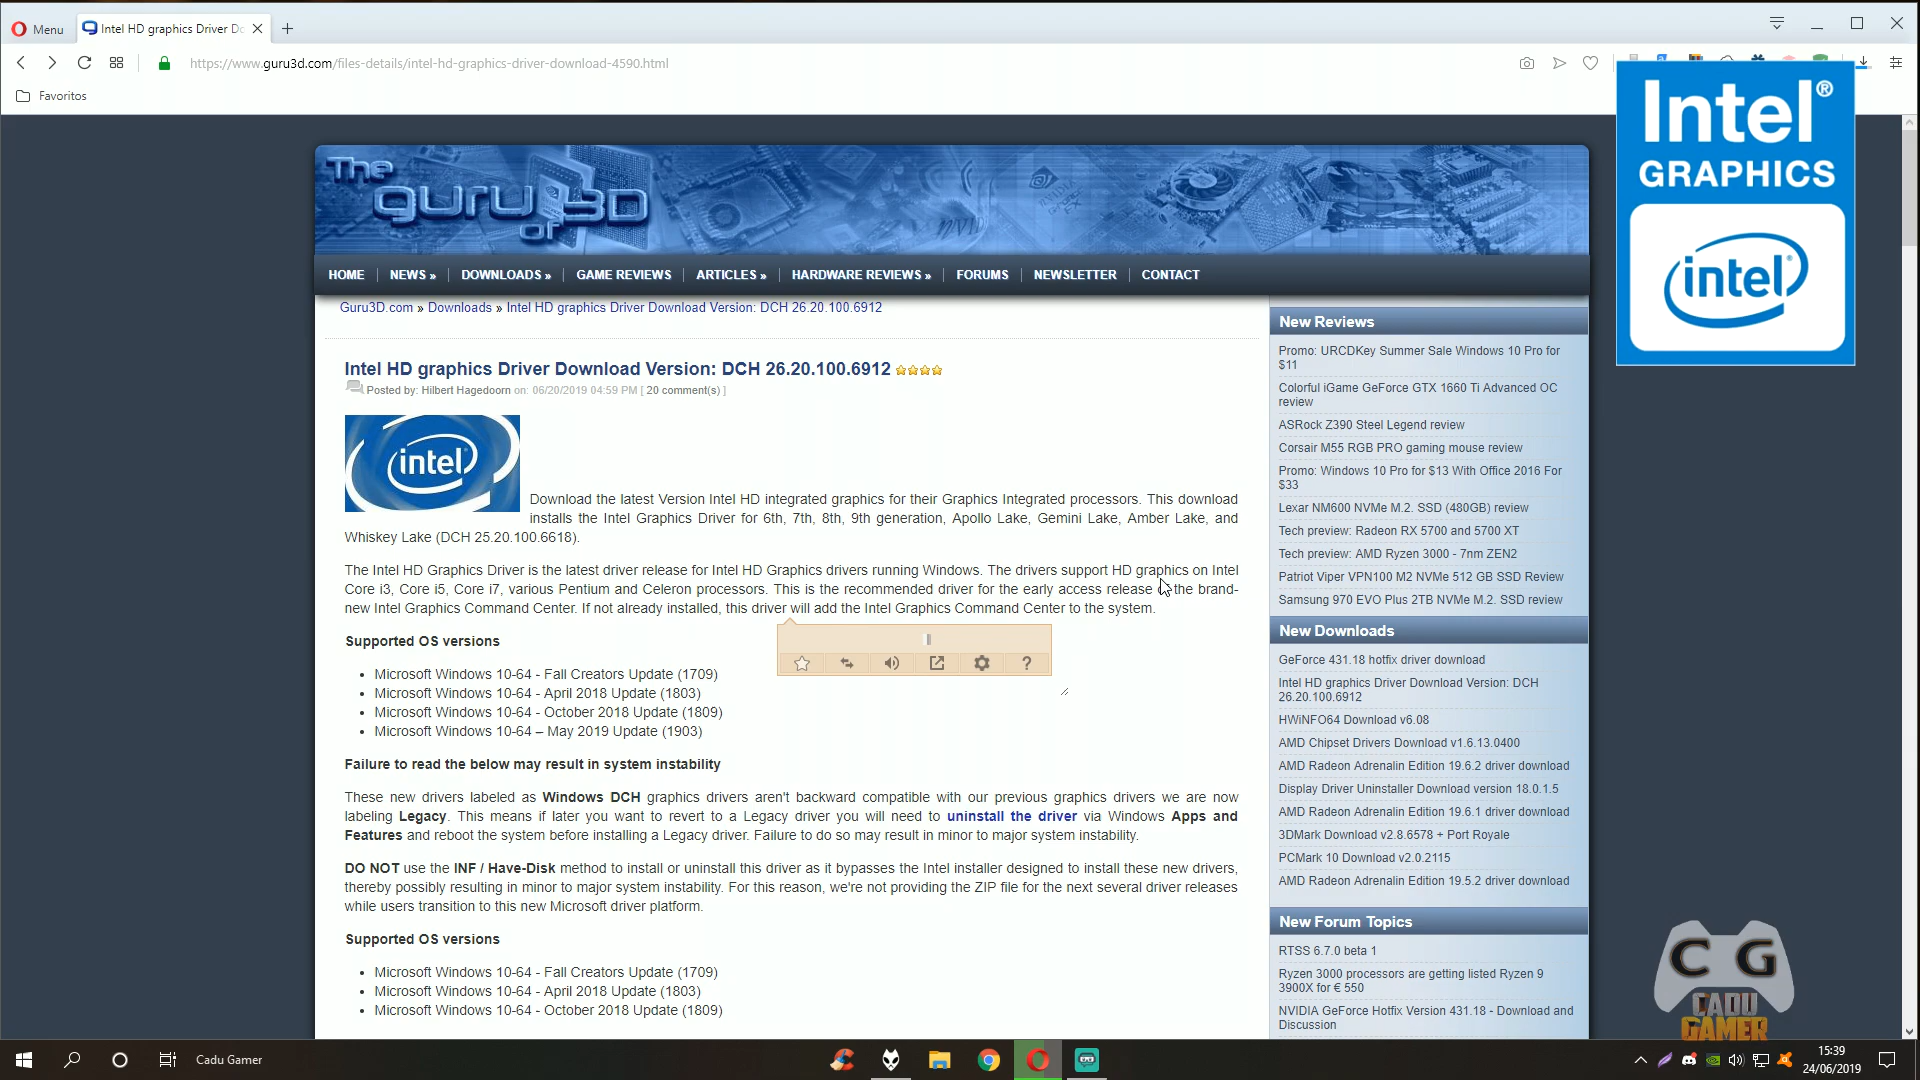 Menu
Intel HD graphics Driver Do
https://www.guru3d.com/files-details/intel-hd-graphics-driver-download-4590.html
Favoritos
Intel®
GRAPHICS
intel
The
guru
of 3D
HOME
NEWS »
DOWNLOADS »
GAME REVIEWS
ARTICLES »
HARDWARE REVIEWS »
FORUMS
NEWSLETTER
CONTACT
Guru3D.com » Downloads » Intel HD graphics Driver Download Version: DCH 26.20.100.6912
Intel HD graphics Driver Download Version: DCH 26.20.100.6912
Posted by: Hilbert Hagedoorn on: 06/20/2019 04:59 PM [ 20 comment(s) ]
intel
Download the latest Version Intel HD integrated graphics for their Graphics Integrated processors. This download
installs the Intel Graphics Driver for 6th, 7th, 8th, 9th generation, Apollo Lake, Gemini Lake, Amber Lake, and
Whiskey Lake (DCH 25.20.100.6618).
The Intel HD Graphics Driver is the latest driver release for Intel HD Graphics drivers running Windows. The drivers support HD graphics on Intel
Core i3, Core i5, Core i7, various Pentium and Celeron processors. This is the recommended driver for the early access release of the brand-
new Intel Graphics Command Center. If not already installed, this driver will add the Intel Graphics Command Center to the system.
Supported OS versions
• Microsoft Windows 10-64 - Fall Creators Update (1709)
• Microsoft Windows 10-64 - April 2018 Update (1803)
• Microsoft Windows 10-64 - October 2018 Update (1809)
• Microsoft Windows 10-64 – May 2019 Update (1903)
Failure to read the below may result in system instability
These new drivers labeled as Windows DCH graphics drivers aren't backward compatible with our previous graphics drivers we are now
labeling Legacy. This means if later you want to revert to a Legacy driver you will need to uninstall the driver via Windows Apps and
Features and reboot the system before installing a Legacy driver. Failure to do so may result in minor to major system instability.
DO NOT use the INF / Have-Disk method to install or uninstall this driver as it bypasses the Intel installer designed to install these new drivers,
thereby possibly resulting in minor to major system instability. For this reason, we're not providing the ZIP file for the next several driver releases
while users transition to this new Microsoft driver platform.
Supported OS versions
• Microsoft Windows 10-64 - Fall Creators Update (1709)
• Microsoft Windows 10-64 - April 2018 Update (1803)
• Microsoft Windows 10-64 - October 2018 Update (1809)
?
New Reviews
Promo: URCDKey Summer Sale Windows 10 Pro for
$11
Colorful iGame GeForce GTX 1660 Ti Advanced OC
review
ASRock Z390 Steel Legend review
Corsair M55 RGB PRO gaming mouse review
Promo: Windows 10 Pro for $13 With Office 2016 For
$33
Lexar NM600 NVMe M.2. SSD (480GB) review
Tech preview: Radeon RX 5700 and 5700 XT
Tech preview: AMD Ryzen 3000 - 7nm ZEN2
Patriot Viper VPN100 M2 NVMe 512 GB SSD Review
Samsung 970 EVO Plus 2TB NVMe M.2. SSD review
New Downloads
GeForce 431.18 hotfix driver download
Intel HD graphics Driver Download Version: DCH
26.20.100.6912
HWiNFO64 Download v6.08
AMD Chipset Drivers Download v1.6.13.0400
AMD Radeon Adrenalin Edition 19.6.2 driver download
Display Driver Uninstaller Download version 18.0.1.5
AMD Radeon Adrenalin Edition 19.6.1 driver download
3DMark Download v2.8.6578 + Port Royale
PCMark 10 Download v2.0.2115
AMD Radeon Adrenalin Edition 19.5.2 driver download
New Forum Topics
RTSS 6.7.0 beta 1
Ryzen 3000 processors are getting listed Ryzen 9
3900X for € 550
NVIDIA GeForce Hotfix Version 431.18 - Download and
Discussion
C G
CADU
GAMER
Cadu Gamer
15:39
24/06/2019